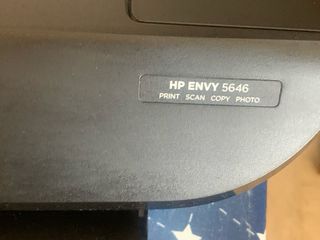 HP ENVY 5646
PRINT SCAN COPY PHOTO